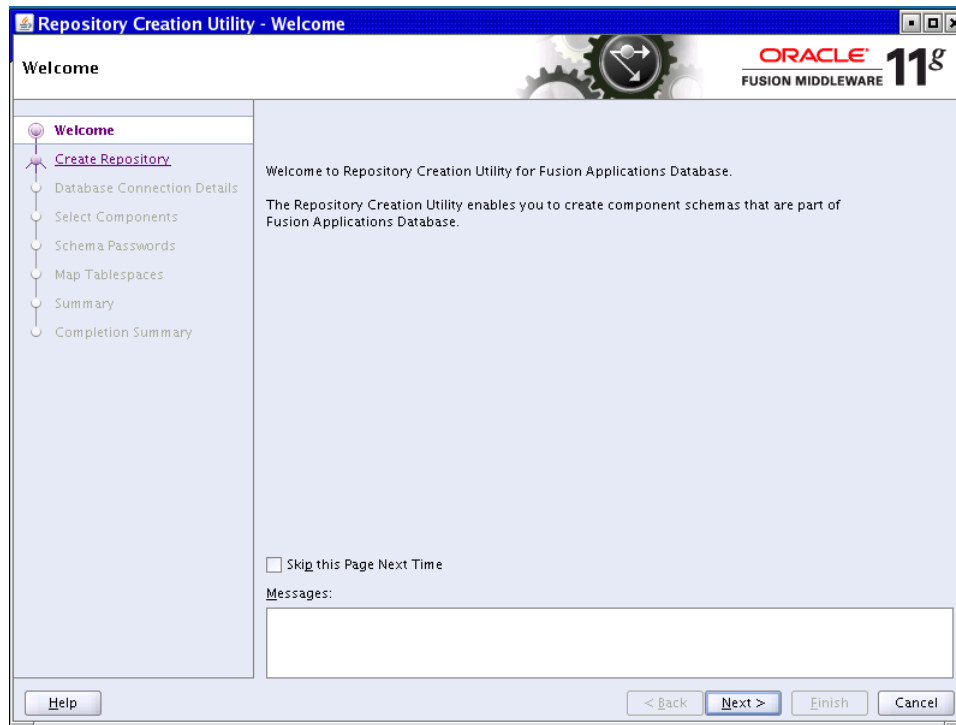 Repository Creation Utility - Welcome
Welcome
ORACLE
FUSION MIDDLEWARE
11g
Welcome
Create Repository
Database Connection Details
Select Components
Schema Passwords
Map Tablespaces
Summary
Completion Summary
Welcome to Repository Creation Utility for Fusion Applications Database.
The Repository Creation Utility enables you to create component schemas that are part of
Fusion Applications Database.
Skip this Page Next Time
Messages:
Help
< Back
Next >
Finish
Cancel